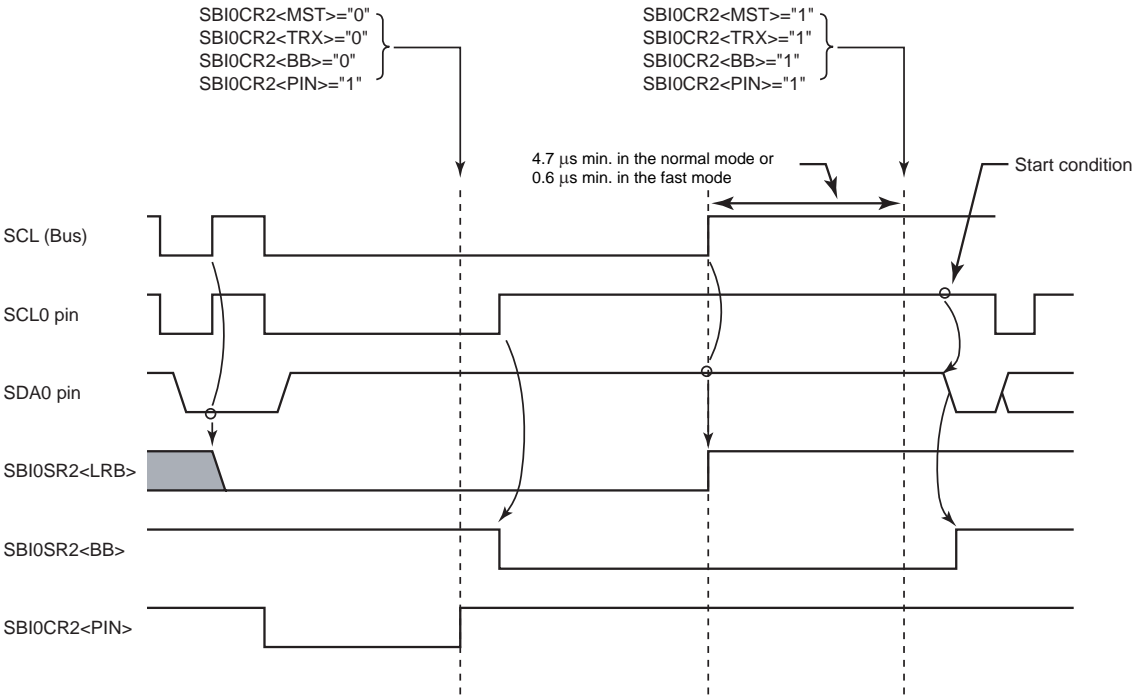 SBI0CR2<MST>="0"
SBI0CR2<TRX>="0"
SBI0CR2<BB>="0"
SBI0CR2<PIN>="1"
SBI0CR2<MST>="1"
SBI0CR2<TRX>="1"
SBI0CR2<BB>="1"
SBI0CR2<PIN>="1"
4.7 μs min. in the normal mode or
0.6 μs min. in the fast mode
Start condition
SCL (Bus)
SCL0 pin
SDA0 pin
SBI0SR2<LRB>
SBI0SR2<BB>
SBI0CR2<PIN>